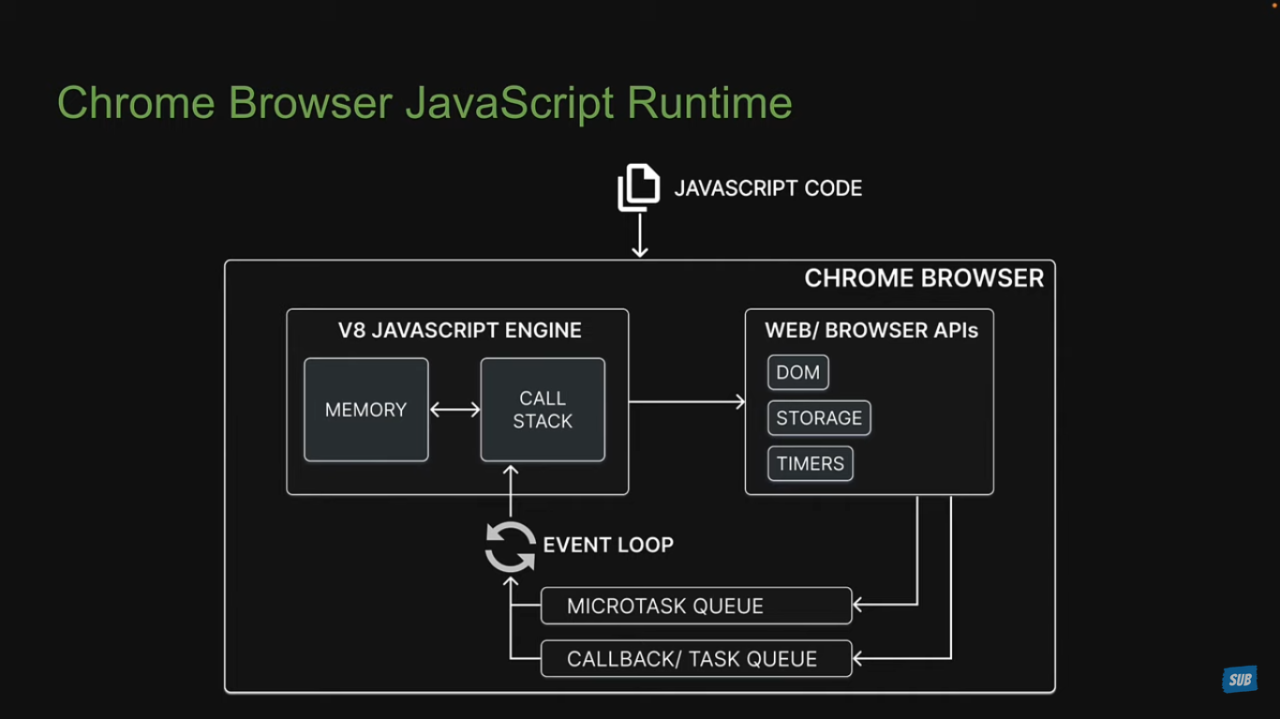 Chrome Browser JavaScript Runtime
JAVASCRIPT CODE
CHROME BROWSER
V8 JAVASCRIPT ENGINE
MEMORY
CALL
STACK
WEB/ BROWSER APIs
DOM
STORAGE
TIMERS
EVENT LOOP
MICROTASK QUEUE
CALLBACK/ TASK QUEUE
SUB